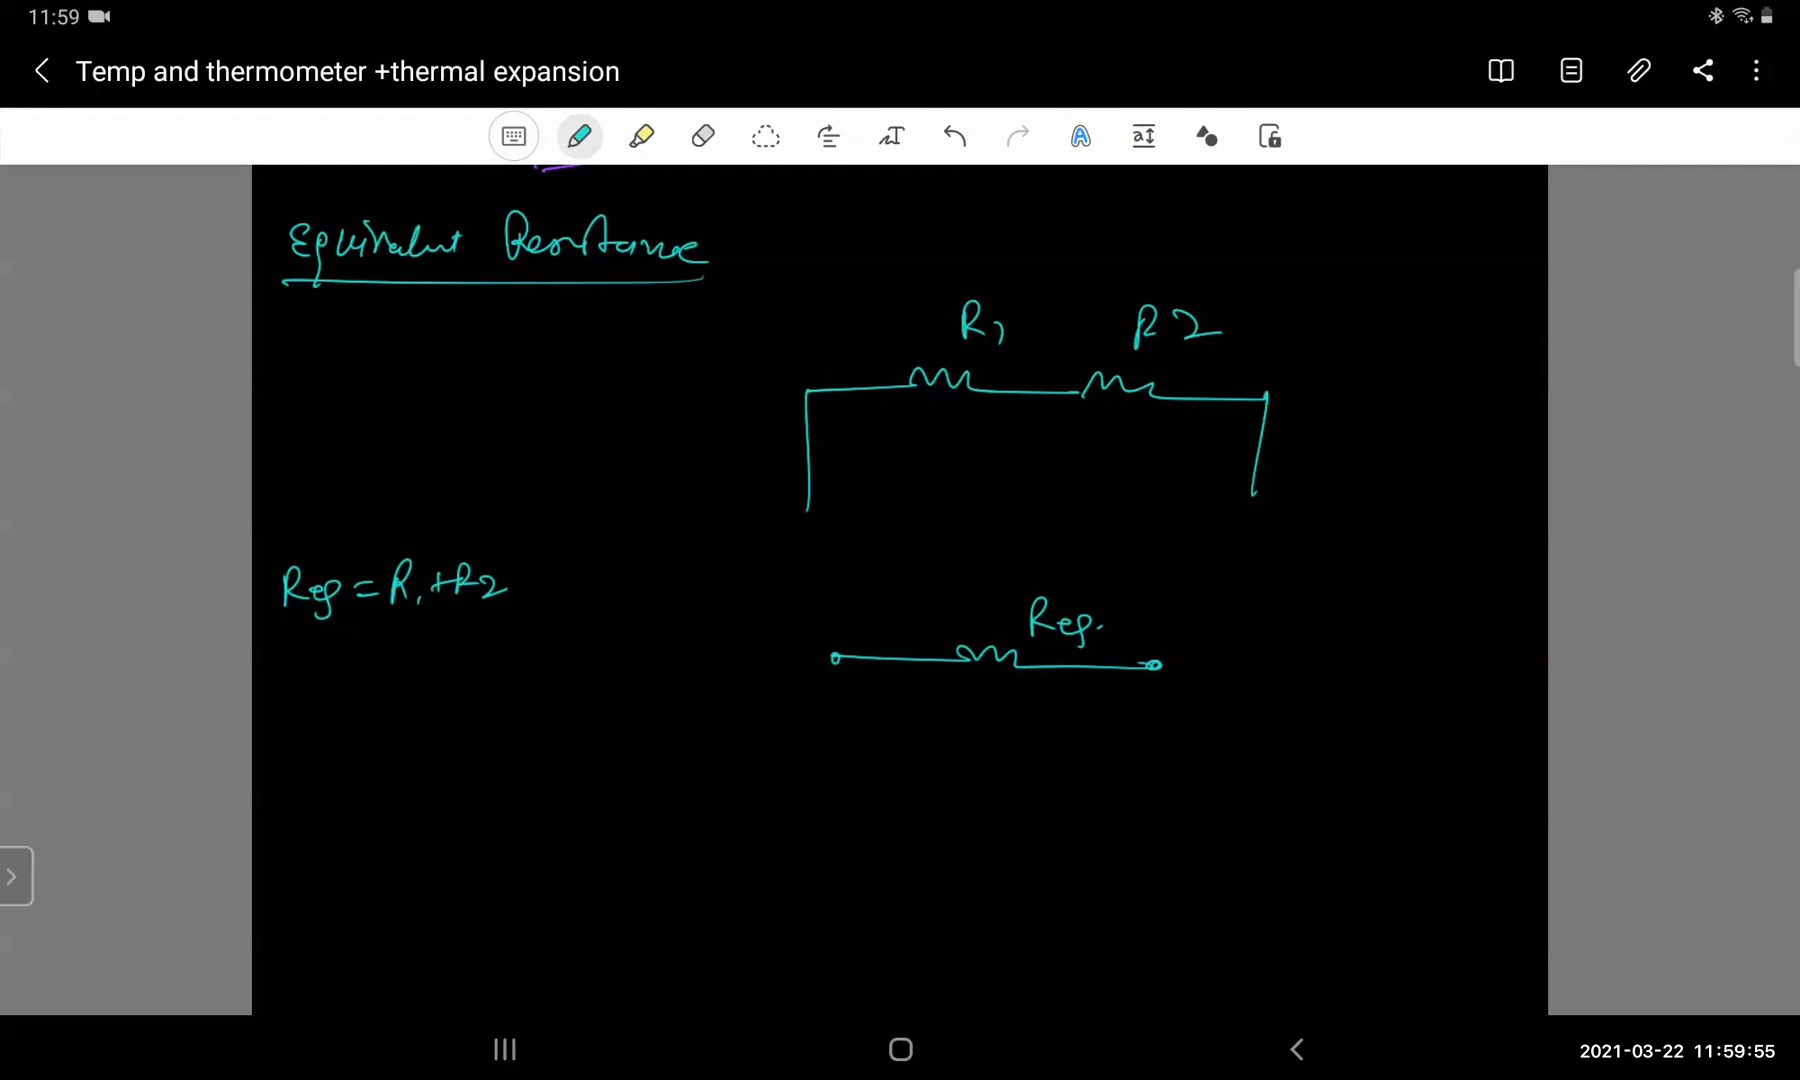 11:59
Temp and thermometer +thermal expansion
Equivalent Resistance
R1 R2
Req = R1 + R2
Req.
2021-03-22 11:59:55